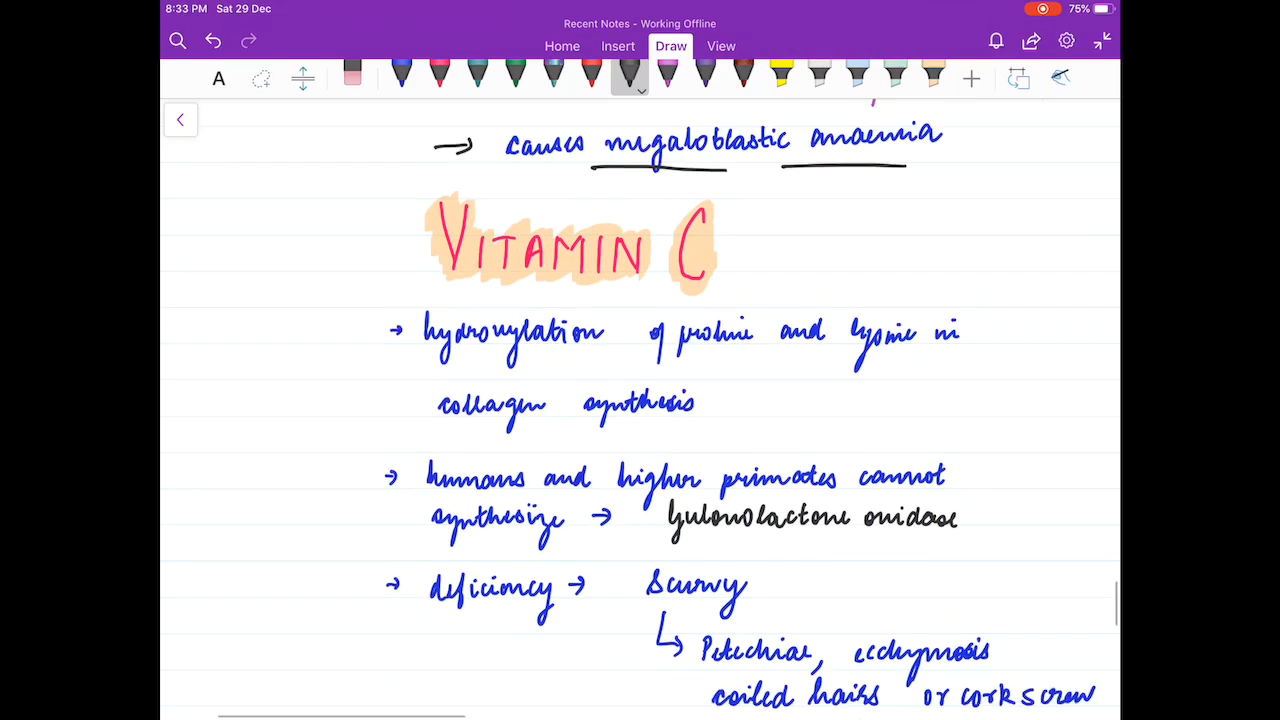 8:33 PM Sat 29 Dec 75%
Recent Notes - Working Offline
Home Insert Draw View
A
→ causes megaloblastic anaemia
VITAMIN C
→ hydroxylation of proline and lysine in
collagen synthesis
→ humans and higher primates cannot
synthesize → Gulonolactone oxidase
→ deficiency → Scurvy
↳ Petechiae, ecchymosis
coiled hairs or corkscrew